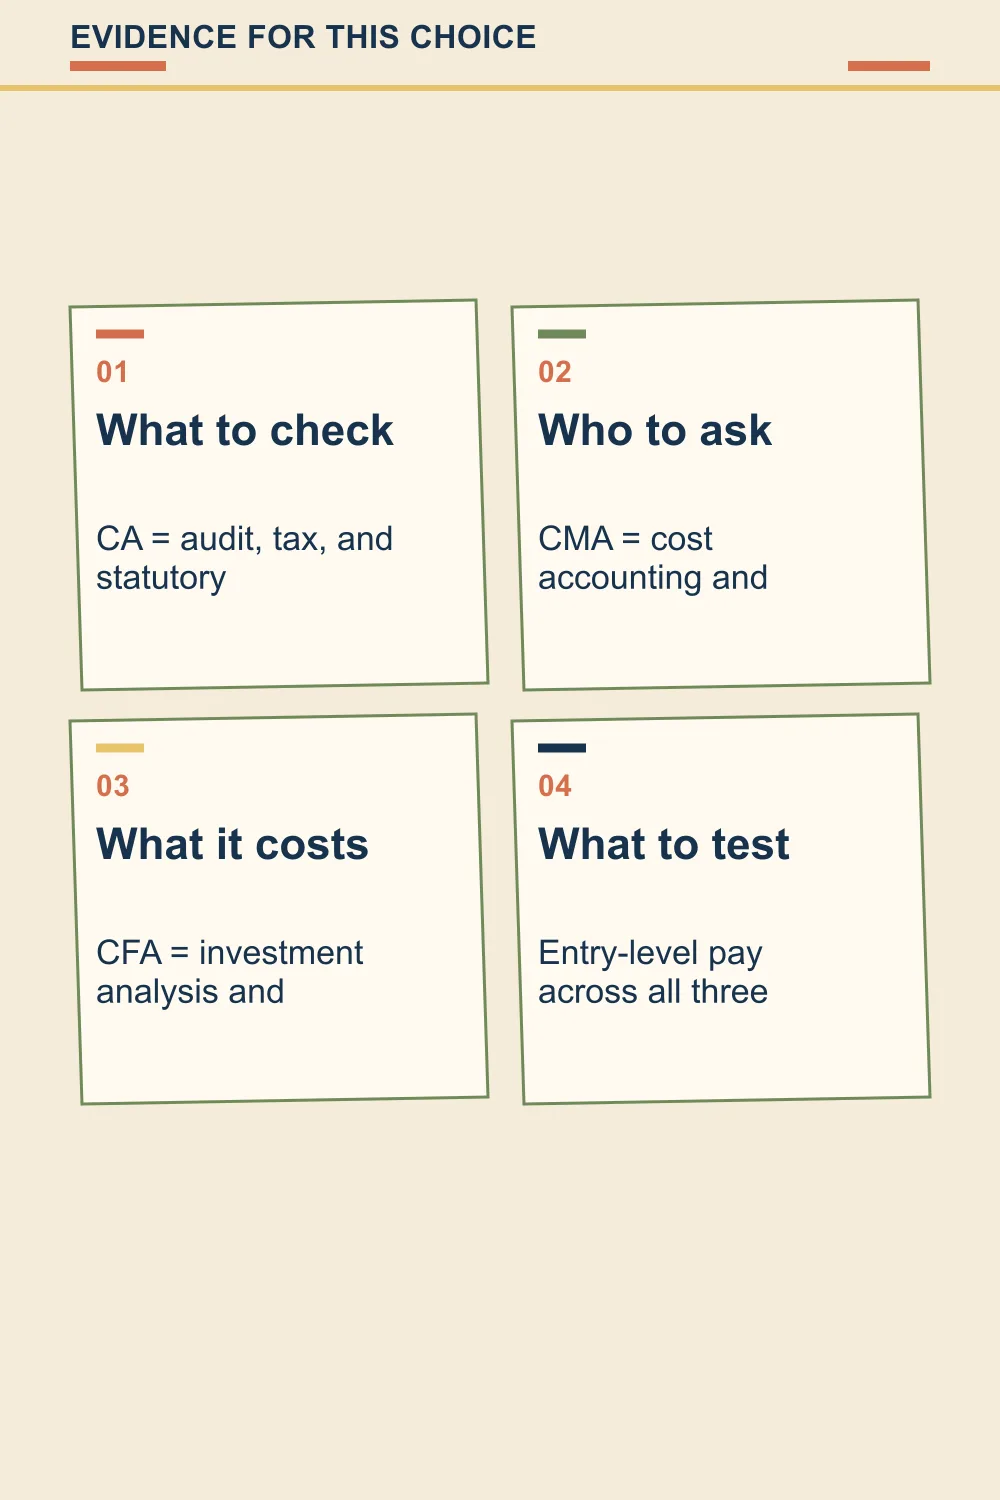 EVIDENCE FOR THIS CHOICE
01
What to check
CA = audit, tax, and
statutory
02
Who to ask
CMA = cost
accounting and
03
What it costs
CFA = investment
analysis and
04
What to test
Entry-level pay
across all three